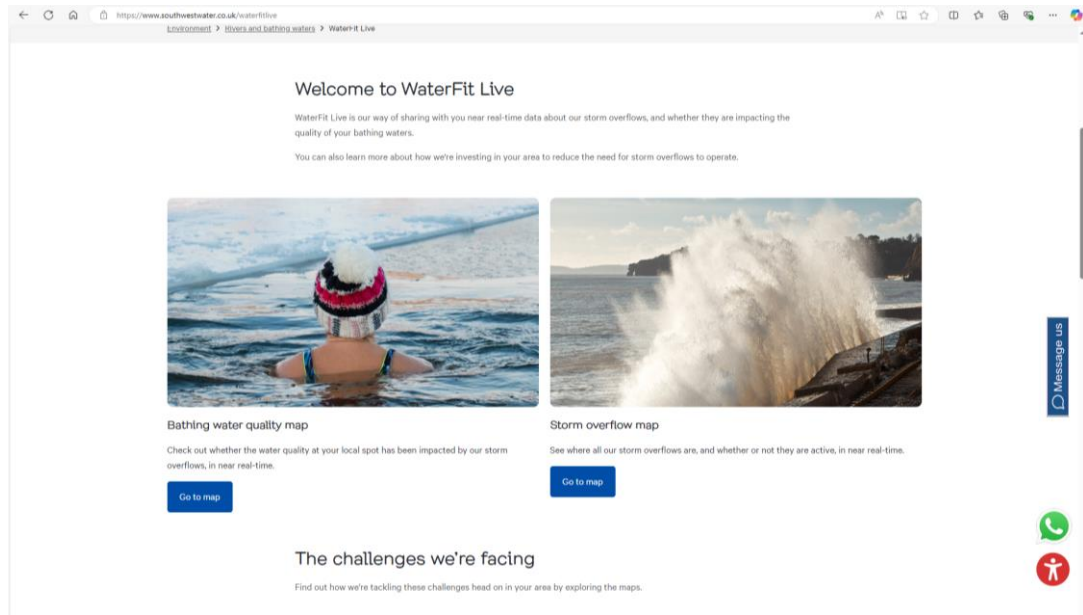 https://www.southwestwater.co.uk/waterfitlive
Environment > Rivers and bathing waters > WaterFit Live
Welcome to WaterFit Live
WaterFit Live is our way of sharing with you near real-time data about our storm overflows, and whether they are impacting the
quality of your bathing waters.
You can also learn more about how we're investing in your area to reduce the need for storm overflows to operate.
Bathing water quality map
Check out whether the water quality at your local spot has been impacted by our storm
overflows, in near real-time.
Go to map
Storm overflow map
See where all our storm overflows are, and whether or not they are active, in near real-time.
Go to map
Message us
The challenges we're facing
Find out how we're tackling these challenges head on in your area by exploring the maps.